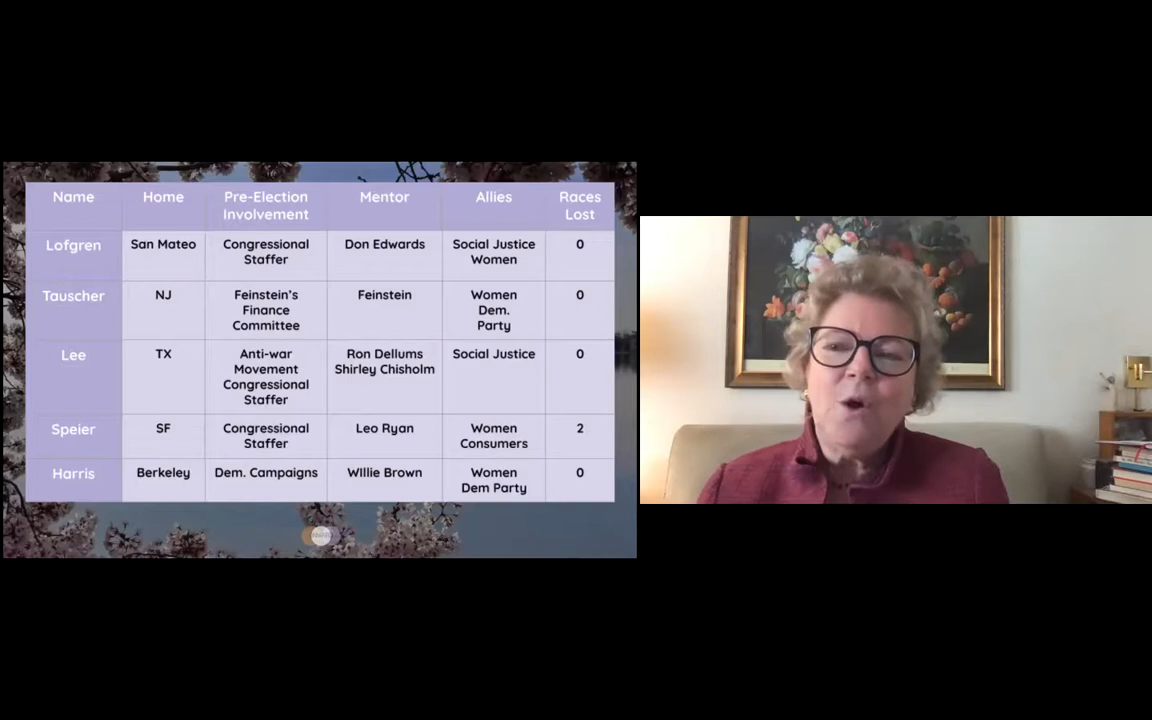 Name Home Pre-Election Involvement Mentor Allies Races Lost
Lofgren San Mateo Congressional Staffer Don Edwards Social Justice Women 0
Tauscher NJ Feinstein's Finance Committee Feinstein Women Dem. Party 0
Lee TX Anti-war Movement Congressional Staffer Ron Dellums Shirley Chisholm Social Justice 0
Speier SF Congressional Staffer Leo Ryan Women Consumers 2
Harris Berkeley Dem. Campaigns WIllie Brown Women Dem Party 0